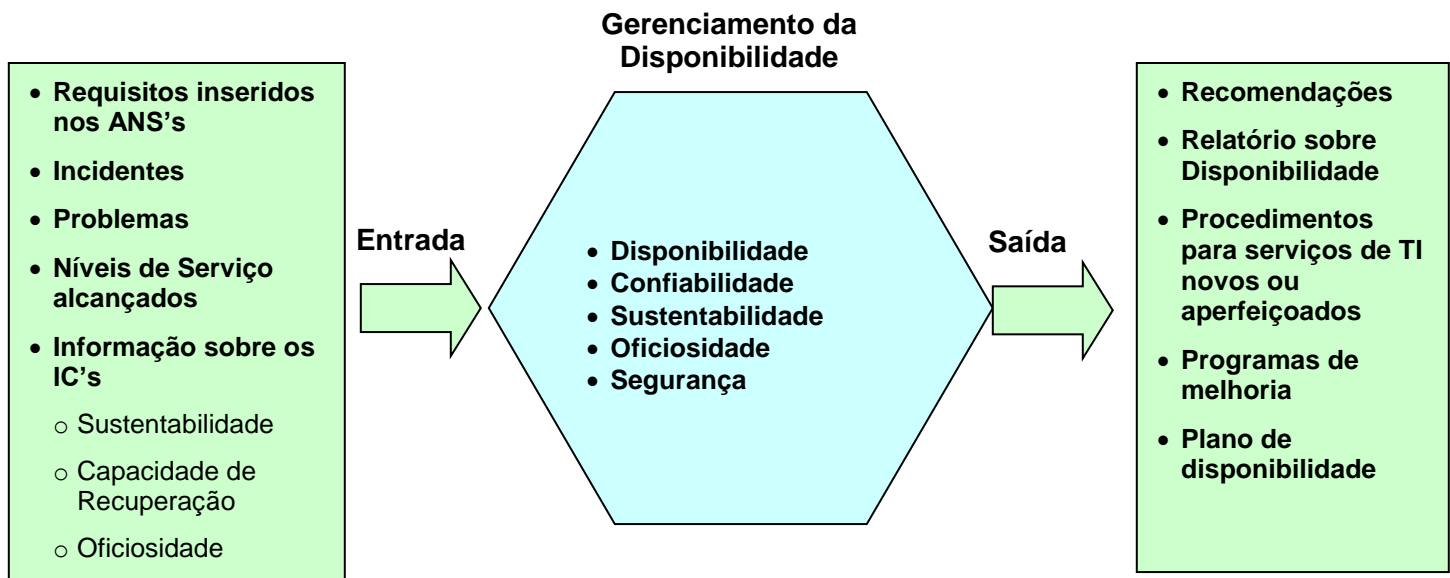 Gerenciamento da
Disponibilidade
• Requisitos inseridos
nos ANS’s
• Incidentes
• Problemas
• Níveis de Serviço
alcançados
• Informação sobre os
IC’s
o Sustentabilidade
o Capacidade de
Recuperação
o Oficiosidade
Entrada
• Disponibilidade
• Confiabilidade
• Sustentabilidade
• Oficiosidade
• Segurança
Saída
• Recomendações
• Relatório sobre
Disponibilidade
• Procedimentos
para serviços de TI
novos ou
aperfeiçoados
• Programas de
melhoria
• Plano de
disponibilidade